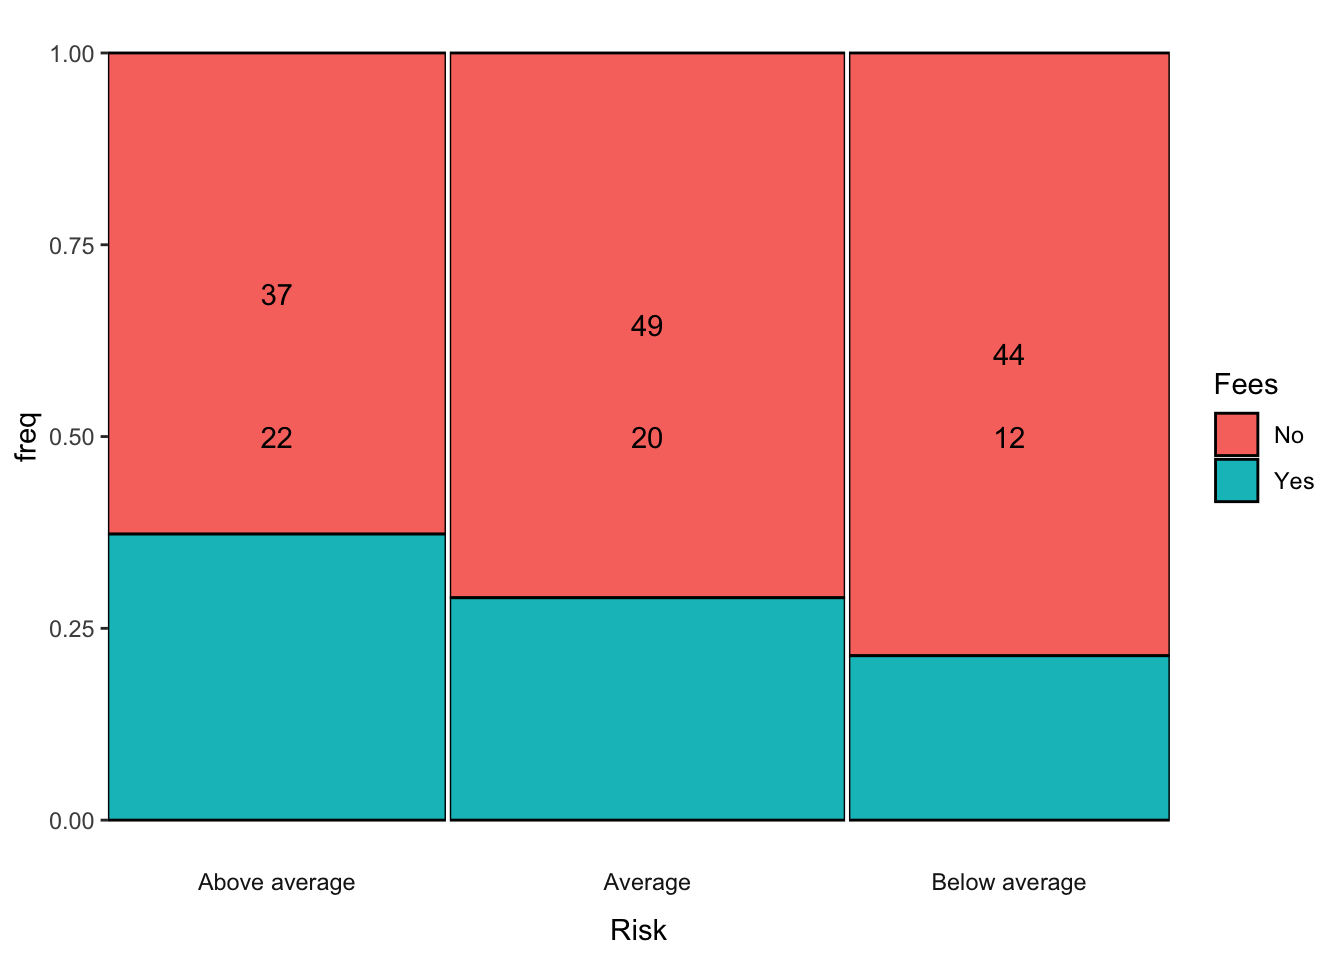 1.00
0.75
0.50
0.25
0.00
freq
37
49
44
22
20
12
Above average
Average
Below average
Risk
Fees
No
Yes